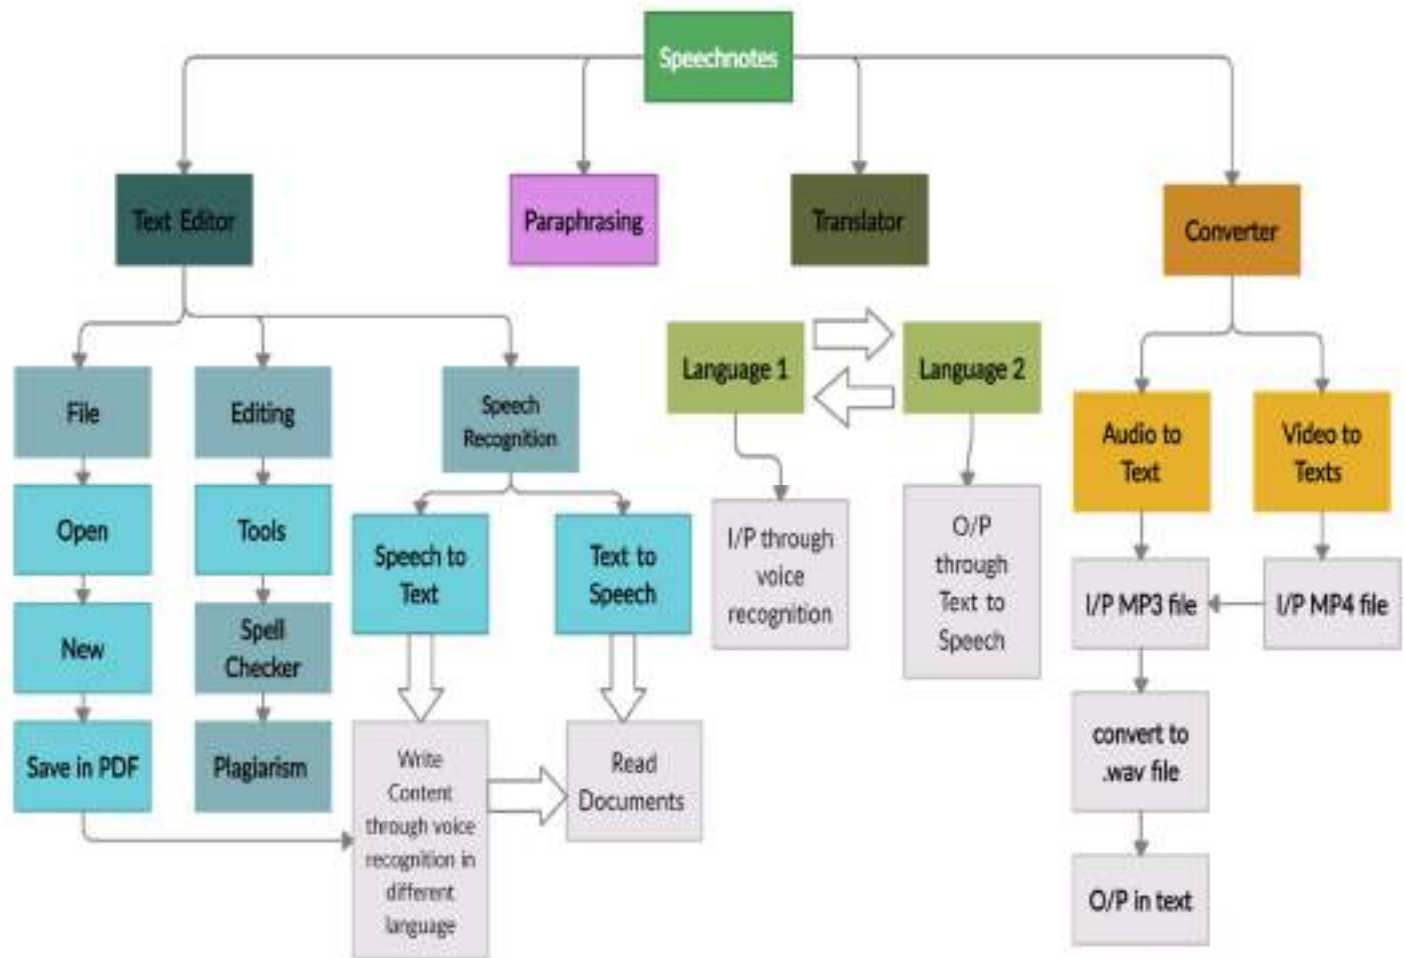 Speechnotes
Text Editor
Paraphrasing
Translator
Converter
File
Editing
Speech
Recognition
Language 1
Language 2
Audio to
Text
Video to
Texts
Open
Tools
Speech to
Text
Text to
Speech
I/P through
voice
recognition
O/P
through
Text to
Speech
I/P MP3 file
I/P MP4 file
New
Spell
Checker
Save in PDF
Plagiarism
Write
Content
through voice
recognition in
different
language
Read
Documents
convert to
.wav file
O/P in text